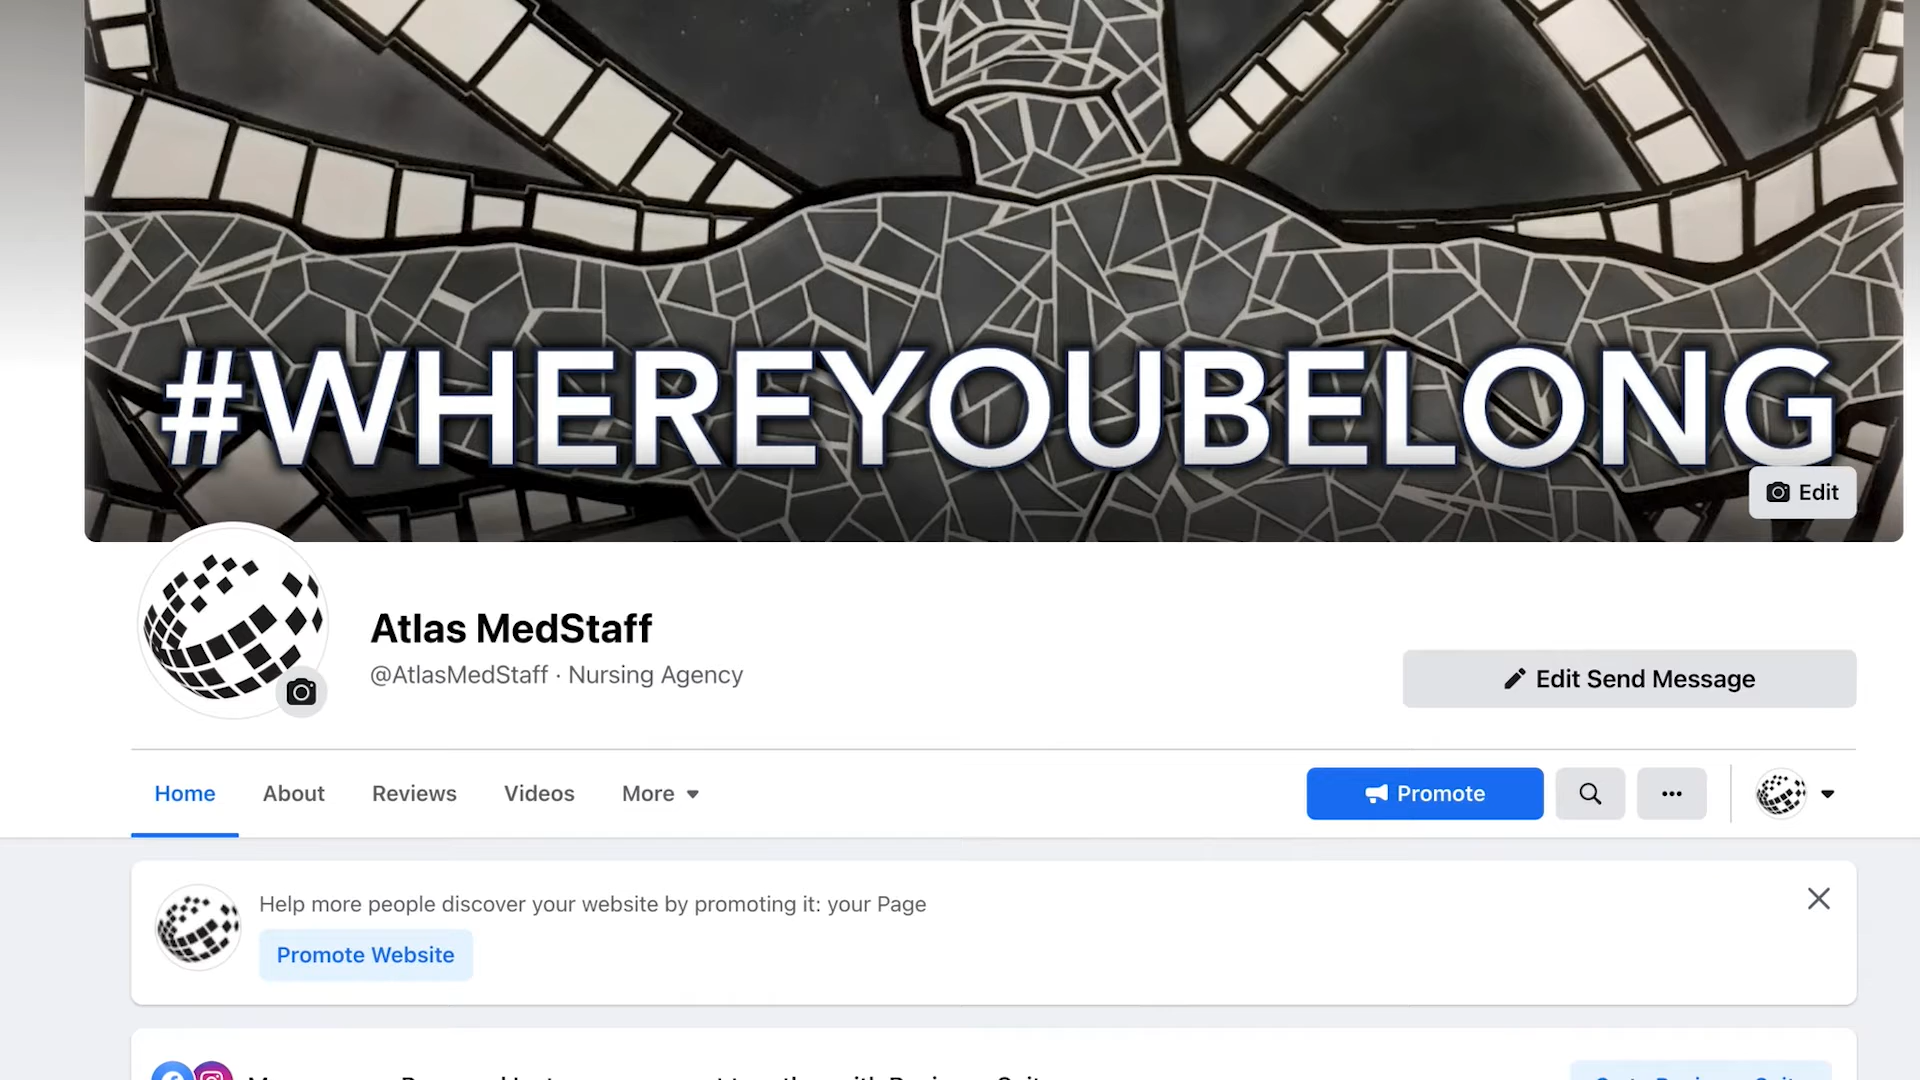 #WHEREYOUBELONG
Edit
Atlas MedStaff
@AtlasMedStaff · Nursing Agency
Edit Send Message
Home
About
Reviews
Videos
More
Promote
Help more people discover your website by promoting it: your Page
Promote Website